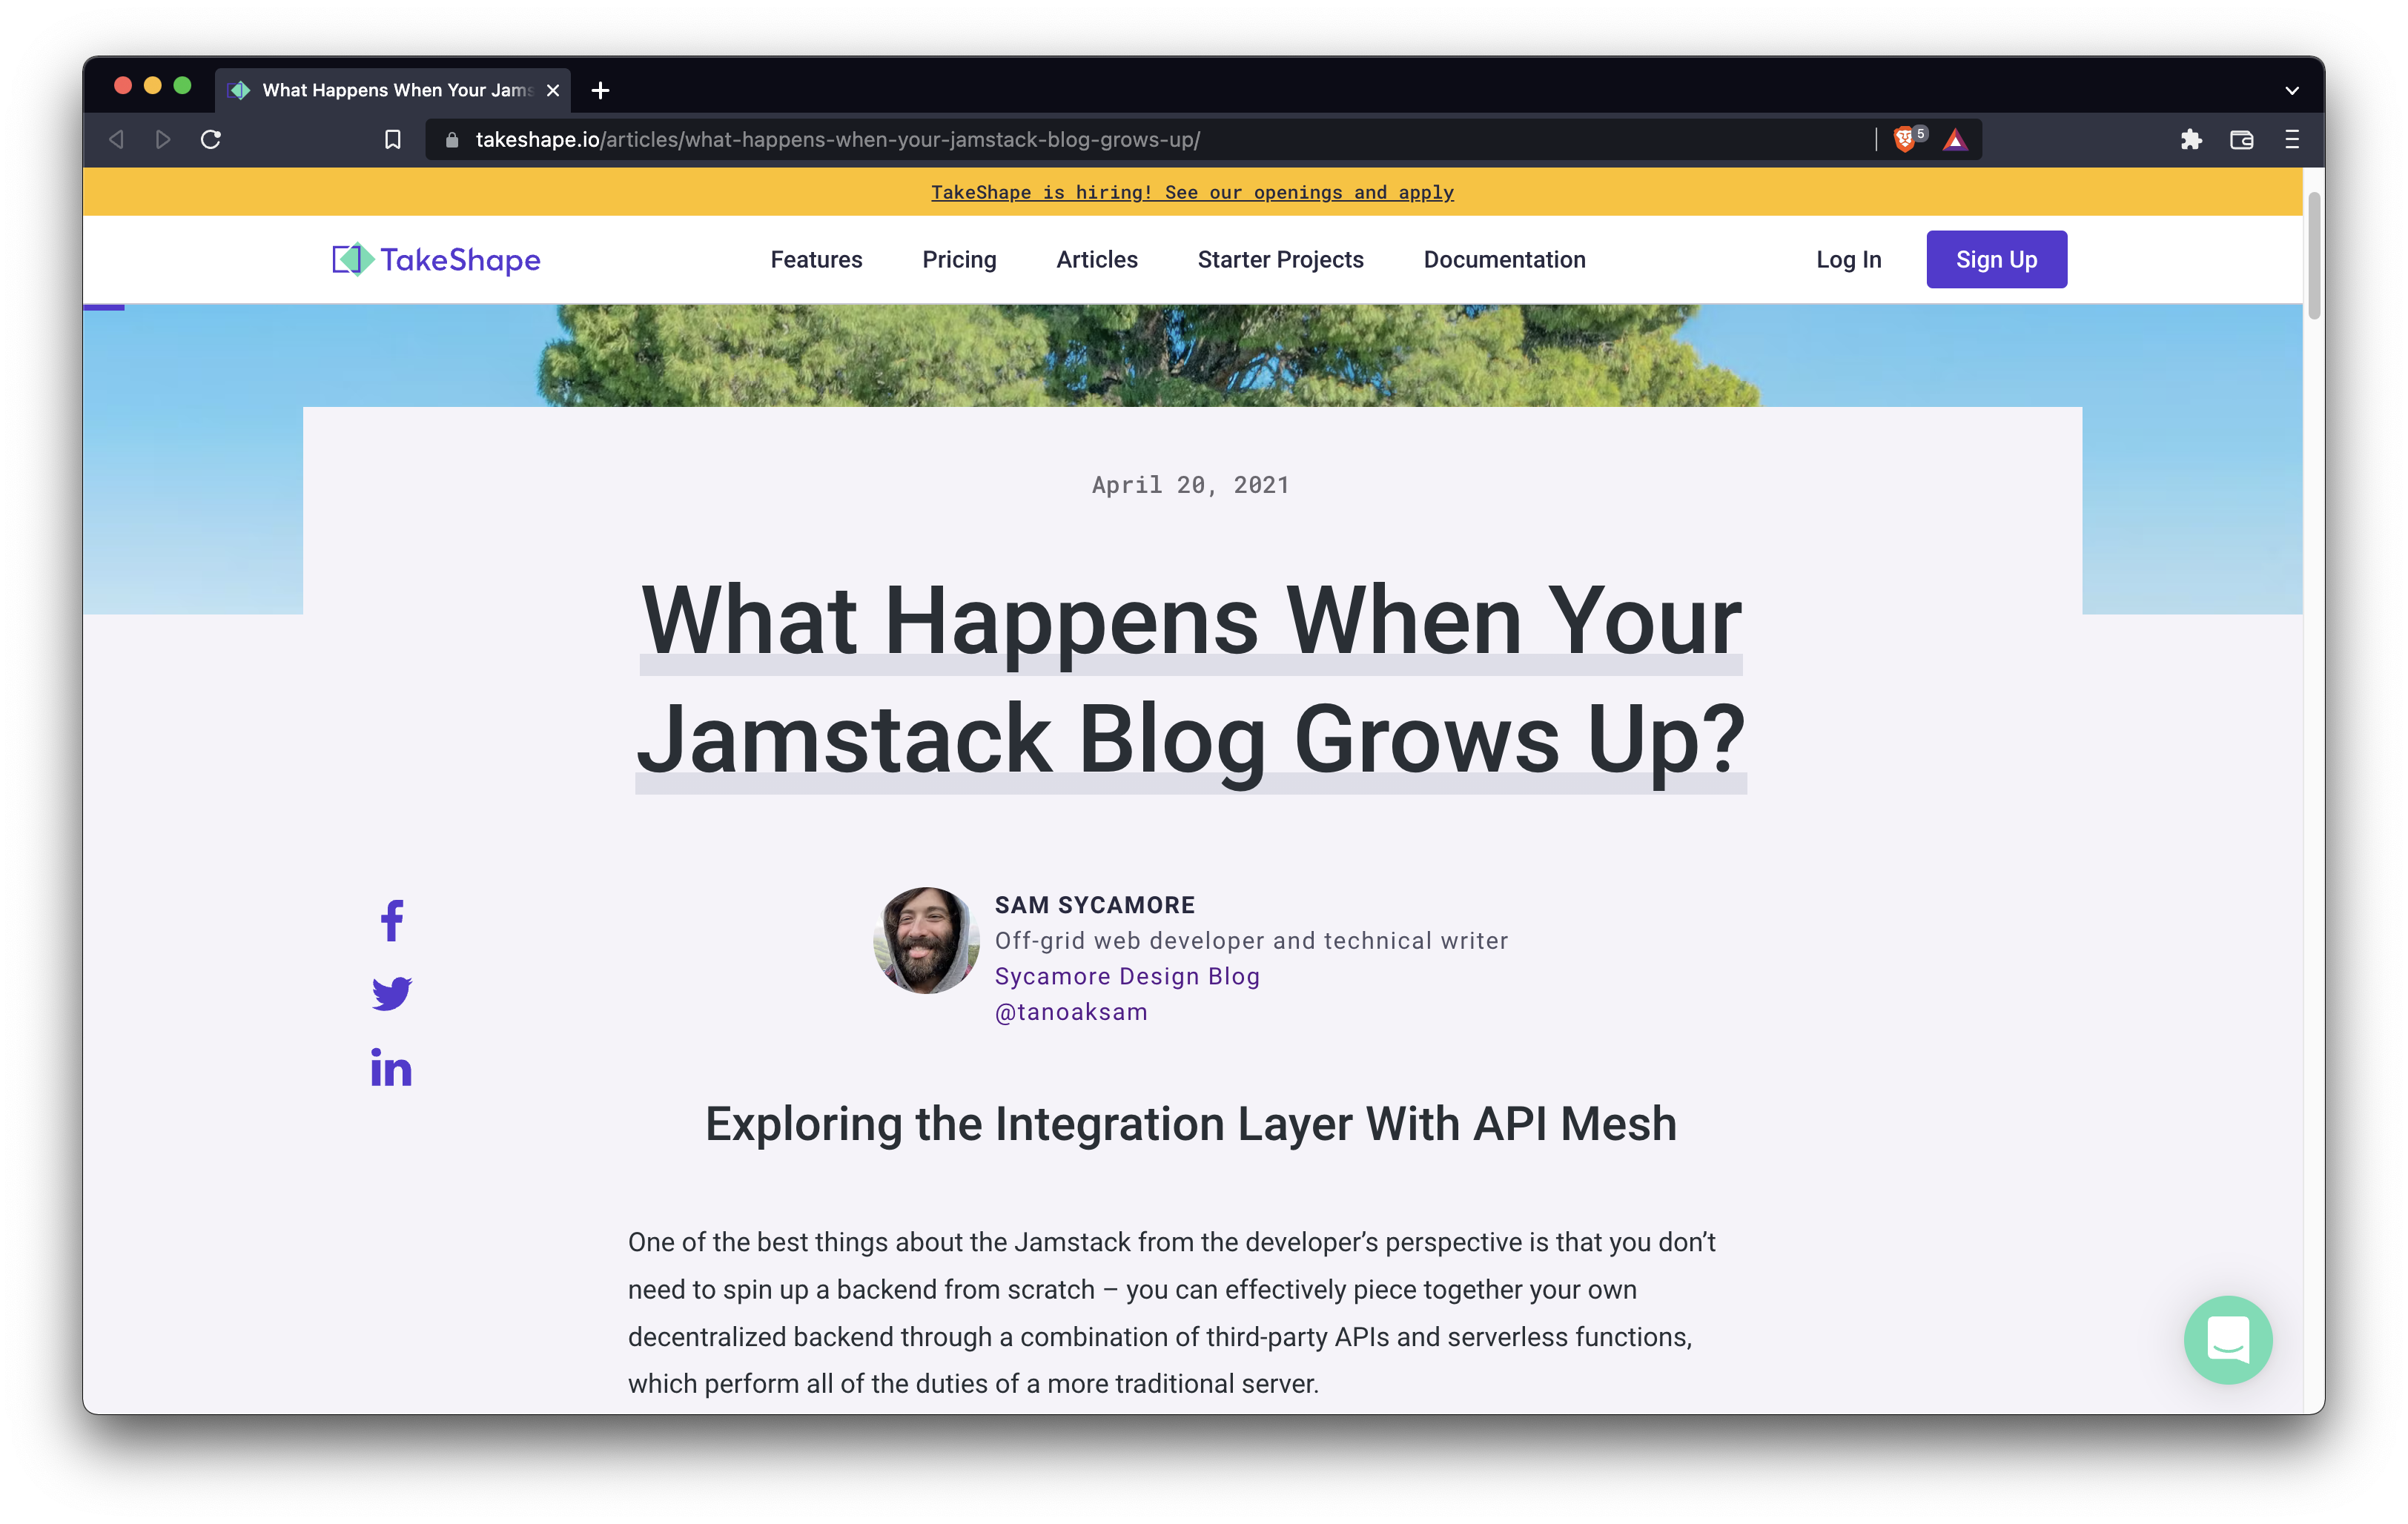 What Happens When Your Jams
takeshape.io/articles/what-happens-when-your-jamstack-blog-grows-up/
5
TakeShape is hiring! See our openings and apply
TakeShape
Features
Pricing
Articles
Starter Projects
Documentation
Log In
Sign Up
April 20, 2021
What Happens When Your
Jamstack Blog Grows Up?
SAM SYCAMORE
Off-grid web developer and technical writer
Sycamore Design Blog
@tanoaksam
Exploring the Integration Layer With API Mesh
One of the best things about the Jamstack from the developer’s perspective is that you don’t
need to spin up a backend from scratch – you can effectively piece together your own
decentralized backend through a combination of third-party APIs and serverless functions,
which perform all of the duties of a more traditional server.